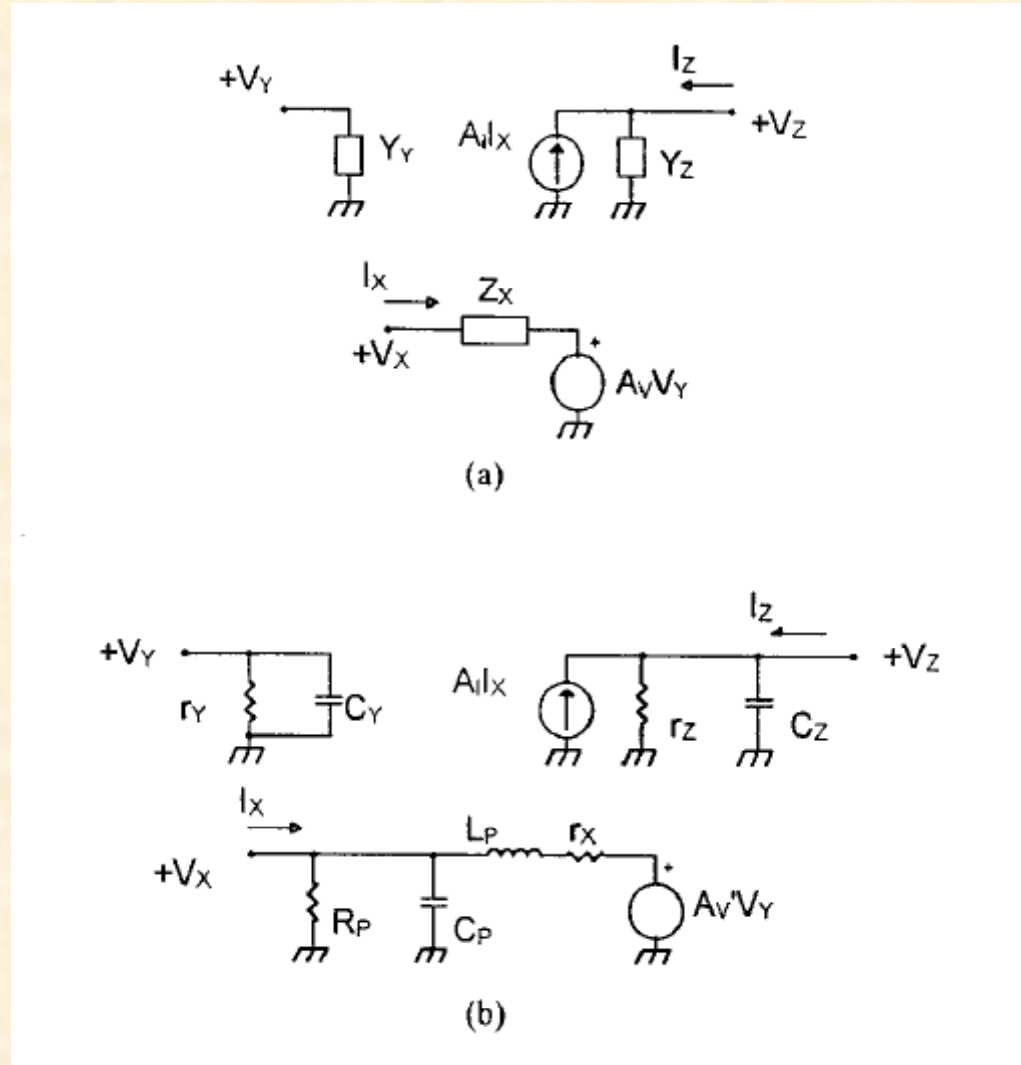 +VY
YY
AiIX
YZ
IZ
+VZ
IX
ZX
+VX
AVVY
(a)
+VY
rY
CY
AIIX
rZ
CZ
IZ
+VZ
IX
+VX
RP
CP
LP
rX
AV'VY
(b)